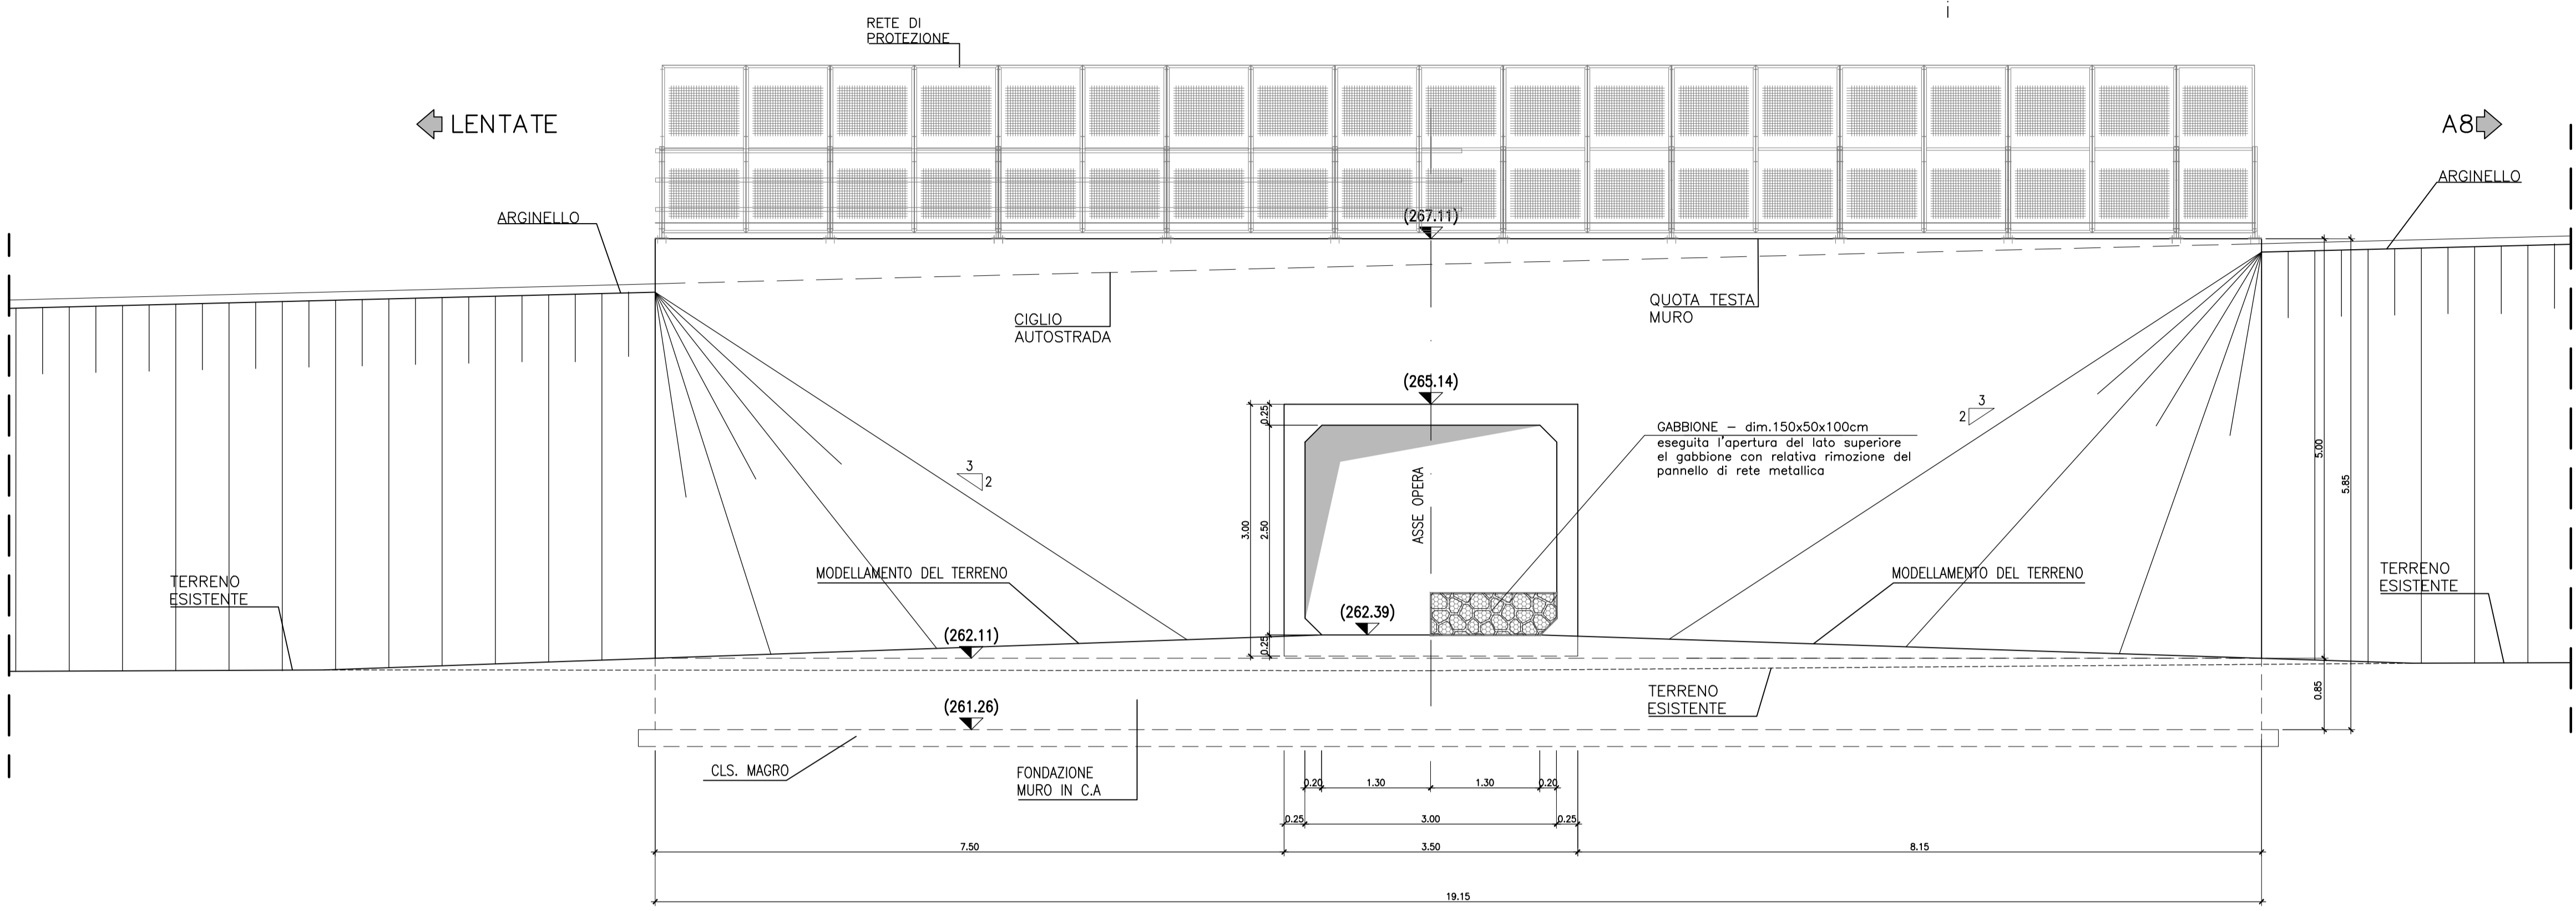 i
RETE DI
PROTEZIONE
LENTATE
A8
ARGINELLO
ARGINELLO
(267.11)
CIGLIO
AUTOSTRADA
QUOTA TESTA
MURO
(265.14)
0.25
3
2
3
2
GABBIONE - dim.150x50x100cm
eseguita l'apertura del lato superiore
el gabbione con relativa rimozione del
pannello di rete metallica
ASSE OPERA
3.00
2.50
5.00
5.85
TERRENO
ESISTENTE
MODELLAMENTO DEL TERRENO
MODELLAMENTO DEL TERRENO
TERRENO
ESISTENTE
(262.39)
(262.11)
0.25
TERRENO
ESISTENTE
0.85
(261.26)
CLS. MAGRO
FONDAZIONE
MURO IN C.A
0.20
1.30
1.30
0.20
0.25
3.00
0.25
7.50
3.50
8.15
19.15